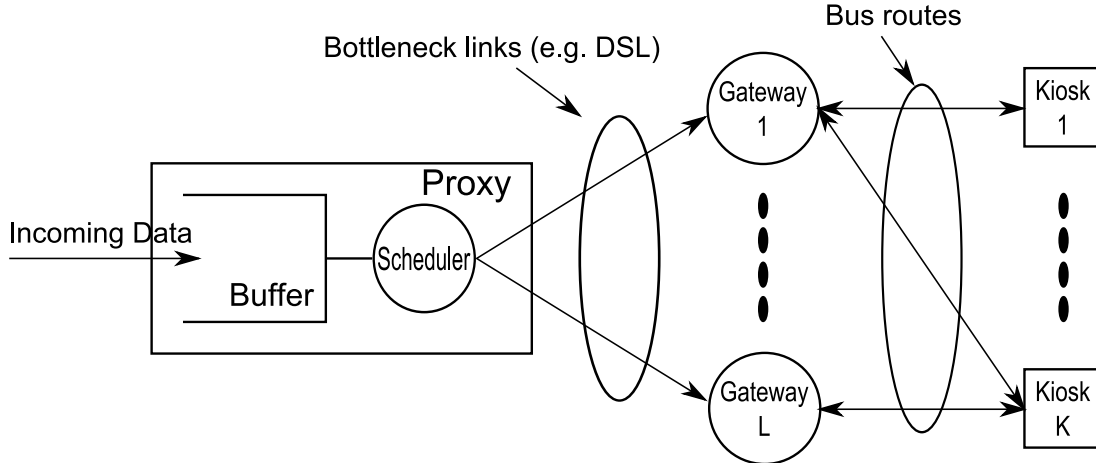 Bus routes
Bottleneck links (e.g. DSL)
Gateway
1
Kiosk
1
Proxy
Incoming Data
Scheduler
Buffer
Gateway
L
Kiosk
K